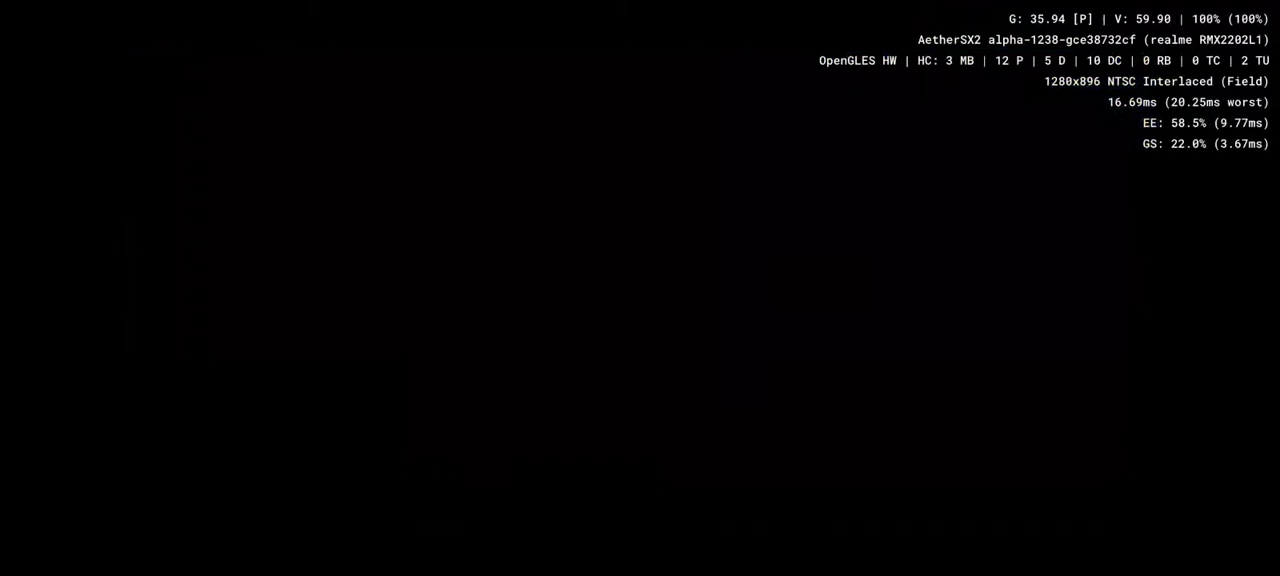 G: 35.94 [P] | V: 59.90 | 100% (100%)
AetherSX2 alpha-1238-gce38732cf (realme RMX2202L1)
OpenGLES HW | HC: 3 MB | 12 P | 5 D | 10 DC | 0 RB | 0 TC | 2 TU
1280x896 NTSC Interlaced (Field)
16.69ms (20.25ms worst)
EE: 58.5% (9.77ms)
GS: 22.0% (3.67ms)